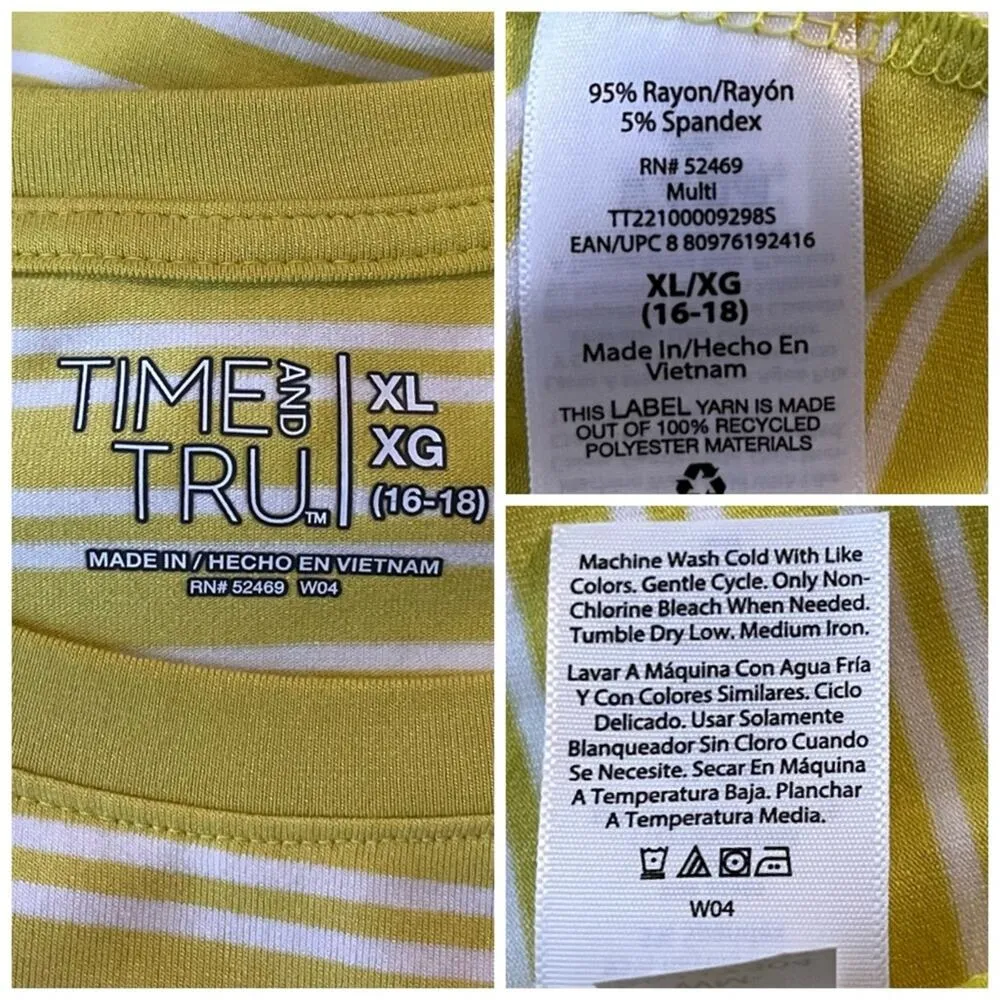 TIME AND
TRU™
XL
XG
(16-18)
MADE IN / HECHO EN VIETNAM
RN# 52469 W04
95% Rayon/Rayón
5% Spandex
RN# 52469
Multi
TT22100009298S
EAN/UPC 8 80976192416
XL/XG
(16-18)
Made In/Hecho En
Vietnam
THIS LABEL YARN IS MADE
OUT OF 100% RECYCLED
POLYESTER MATERIALS
Machine Wash Cold With Like
Colors. Gentle Cycle. Only Non-
Chlorine Bleach When Needed.
Tumble Dry Low. Medium Iron.
Lavar A Máquina Con Agua Fría
Y Con Colores Similares. Ciclo
Delicado. Usar Solamente
Blanqueador Sin Cloro Cuando
Se Necesite. Secar En Máquina
A Temperatura Baja. Planchar
A Temperatura Media.
W04